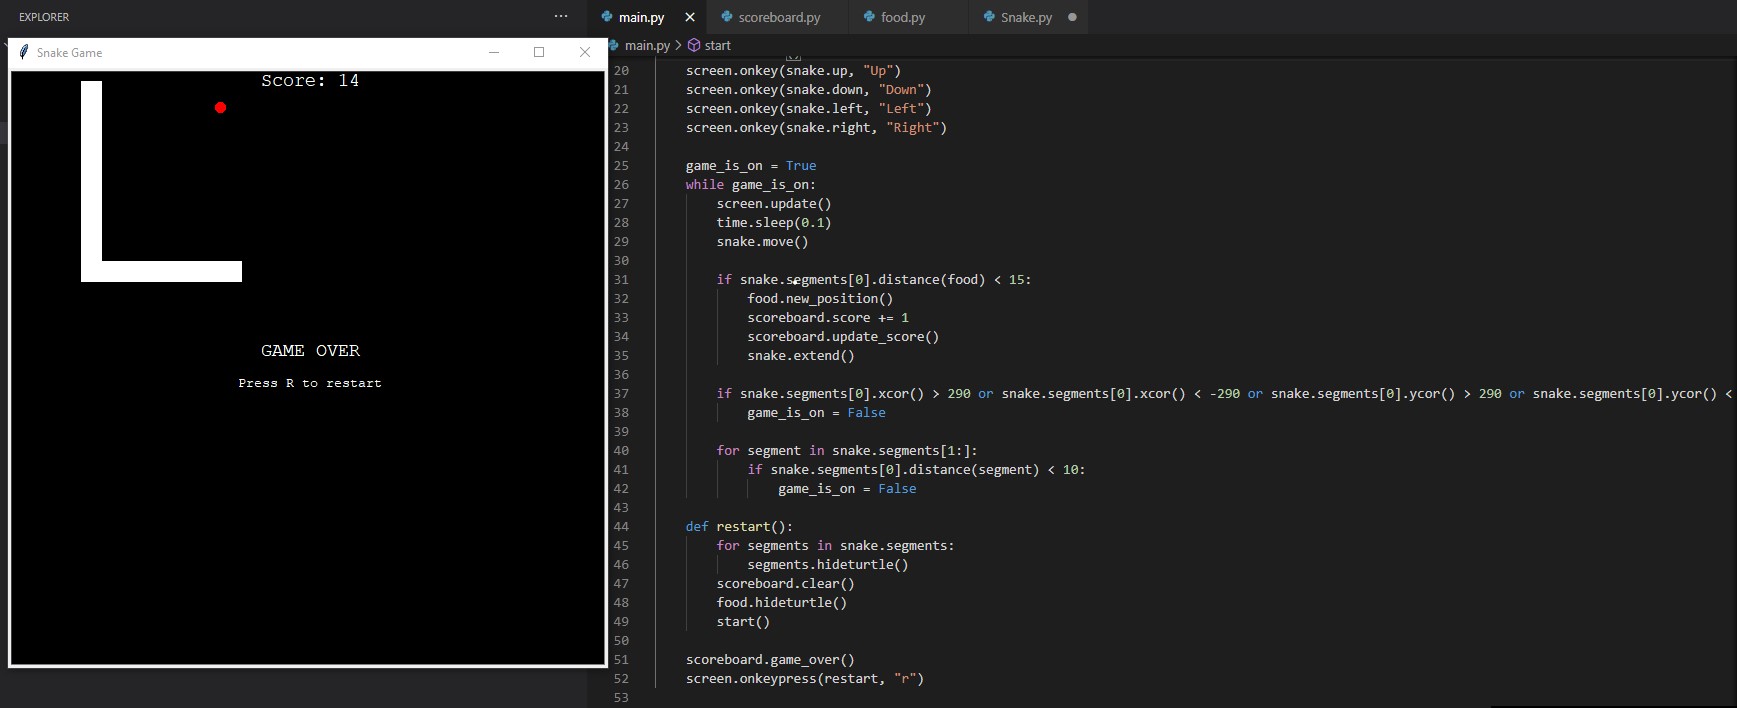 EXPLORER
···
main.py
scoreboard.py
food.py
Snake.py
Snake Game
main.py > start
Score: 14
GAME OVER
Press R to restart
20 screen.onkey(snake.up, "Up")
21 screen.onkey(snake.down, "Down")
22 screen.onkey(snake.left, "Left")
23 screen.onkey(snake.right, "Right")
24
25 game_is_on = True
26 while game_is_on:
27 screen.update()
28 time.sleep(0.1)
29 snake.move()
30
31 if snake.segments[0].distance(food) < 15:
32 food.new_position()
33 scoreboard.score += 1
34 scoreboard.update_score()
35 snake.extend()
36
37 if snake.segments[0].xcor() > 290 or snake.segments[0].xcor() < -290 or snake.segments[0].ycor() > 290 or snake.segments[0].ycor() <
38 game_is_on = False
39
40 for segment in snake.segments[1:]:
41 if snake.segments[0].distance(segment) < 10:
42 game_is_on = False
43
44 def restart():
45 for segments in snake.segments:
46 segments.hideturtle()
47 scoreboard.clear()
48 food.hideturtle()
49 start()
50
51 scoreboard.game_over()
52 screen.onkeypress(restart, "r")
53